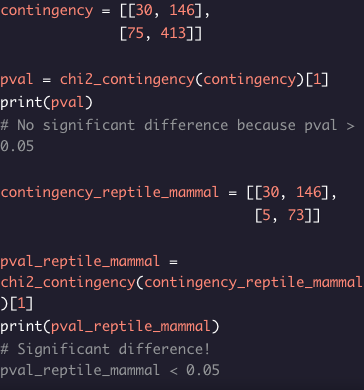 contingency = [[30, 146],
               [75, 413]]
pval = chi2_contingency(contingency)[1]
print(pval)
# No significant difference because pval >
0.05
contingency_reptile_mammal = [[30, 146],
                              [5, 73]]
pval_reptile_mammal =
chi2_contingency(contingency_reptile_mammal
)[1]
print(pval_reptile_mammal)
# Significant difference!
pval_reptile_mammal < 0.05